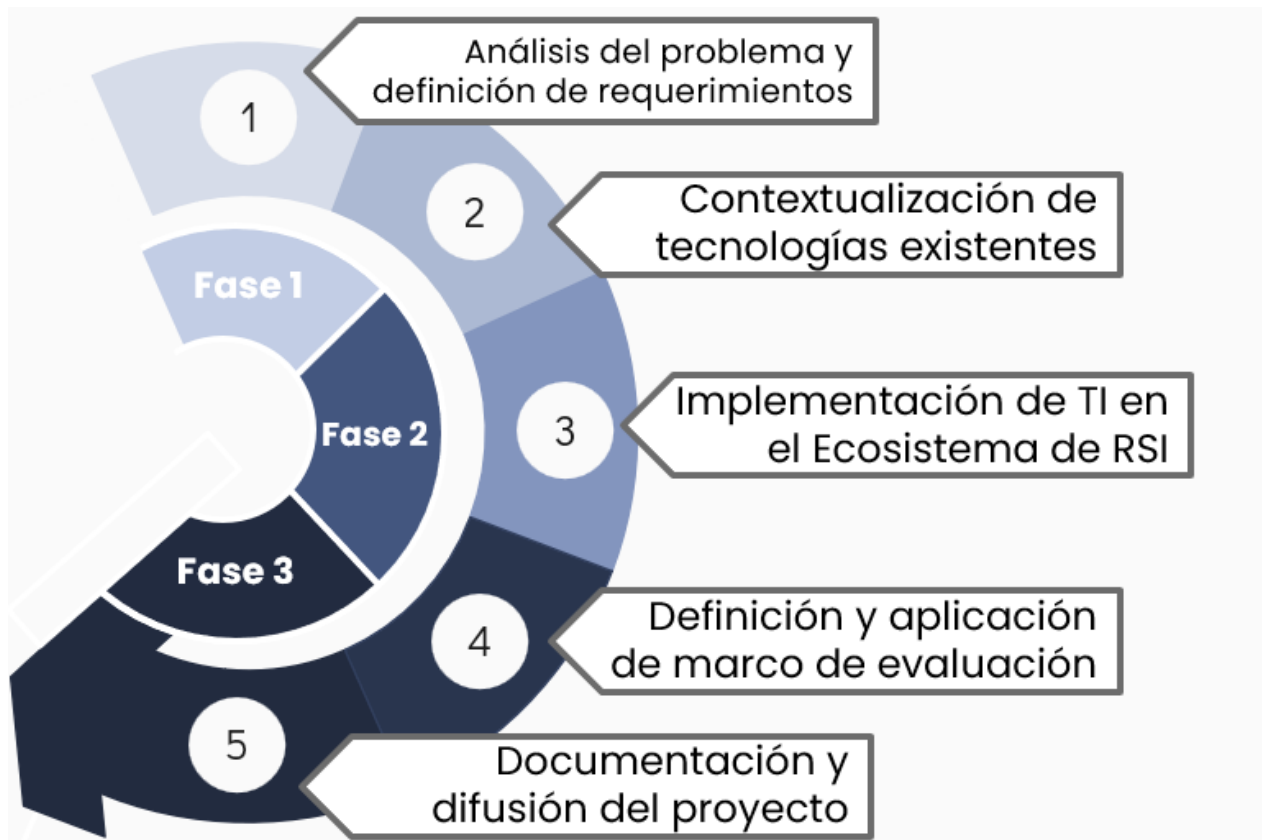 1
Análisis del problema y
definición de requerimientos
2
Contextualización de
tecnologías existentes
Fase 1
3
Implementación de TI en
el Ecosistema de RSI
Fase 2
4
Definición y aplicación
de marco de evaluación
Fase 3
5
Documentación y
difusión del proyecto